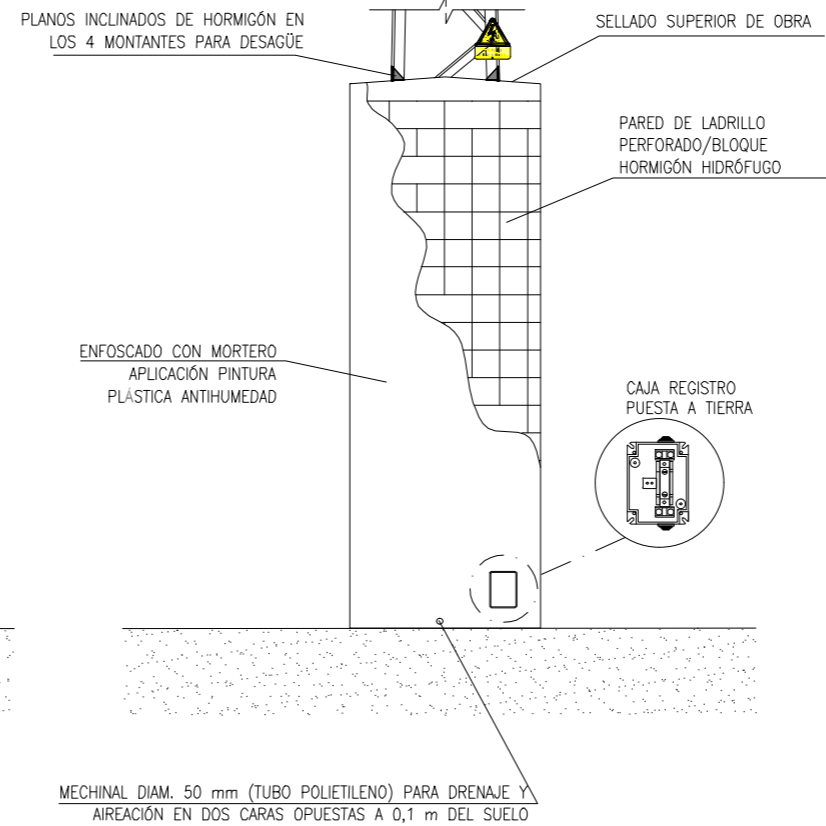 PLANOS INCLINADOS DE HORMIGÓN EN
LOS 4 MONTANTES PARA DESAGÜE
SELLADO SUPERIOR DE OBRA
PARED DE LADRILLO
PERFORADO/BLOQUE
HORMIGÓN HIDRÓFUGO
ENFOSCADO CON MORTERO
APLICACIÓN PINTURA
PLÁSTICA ANTIHUMEDAD
CAJA REGISTRO
PUESTA A TIERRA
MECHINAL DIAM. 50 mm (TUBO POLIETILENO) PARA DRENAJE Y
AIREACIÓN EN DOS CARAS OPUESTAS A 0,1 m DEL SUELO